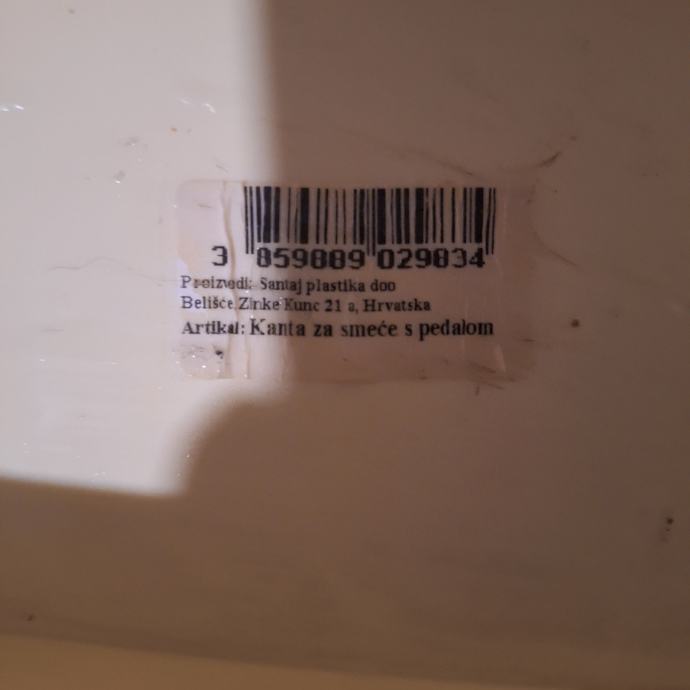 3 859889 029834
Proizvodi: Santaj plastika doo
Belišće, Zinke Kunc 21 a, Hrvatska
Artikal: Kanta za smeće s pedalom